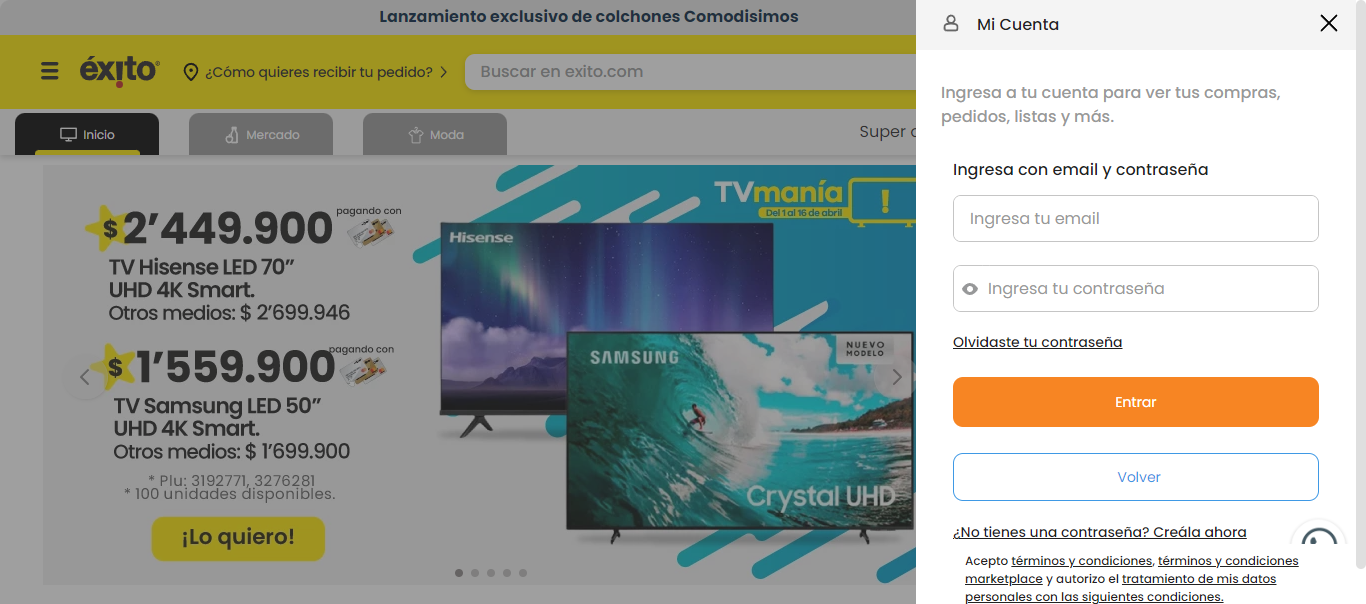 Lanzamiento exclusivo de colchones Comodisimos
éxito
¿Cómo quieres recibir tu pedido?
Buscar en exito.com
Inicio
Mercado
Moda
Super
TVmanía
Del 1 al 16 de abril
$2’449.900
pagando con
TV Hisense LED 70”
UHD 4K Smart.
Otros medios: $ 2’699.946
$1’559.900
pagando con
TV Samsung LED 50”
UHD 4K Smart.
Otros medios: $ 1’699.900
* Plu: 3192771, 3276281
* 100 unidades disponibles.
¡Lo quiero!
Hisense
SAMSUNG
NUEVO
MODELO
Crystal UHD
Mi Cuenta
Ingresa a tu cuenta para ver tus compras,
pedidos, listas y más.
Ingresa con email y contraseña
Ingresa tu email
Ingresa tu contraseña
Olvidaste tu contraseña
Entrar
Volver
¿No tienes una contraseña? Creála ahora
Acepto términos y condiciones, términos y condiciones
marketplace y autorizo el tratamiento de mis datos
personales con las siguientes condiciones.